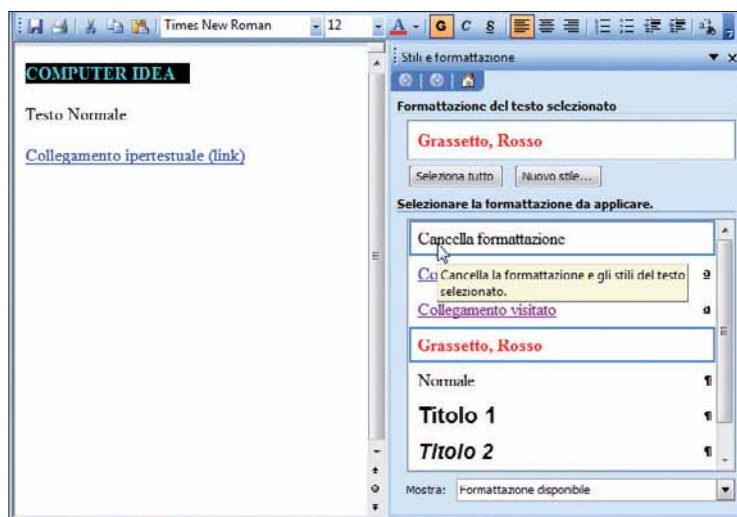 Times New Roman 12 A G C S
Stili e formattazione
COMPUTER IDEA
Testo Normale
Collegamento ipertestuale (link)
Formattazione del testo selezionato
Grassetto, Rosso
Seleziona tutto Nuovo stile...
Selezionare la formattazione da applicare.
Cancella formattazione
Co
Cancella la formattazione e gli stili del testo
selezionato.
a
Collegamento visitato a
Grassetto, Rosso
Normale ¶
Titolo 1 ¶
Titolo 2 ¶
Mostra: Formattazione disponibile